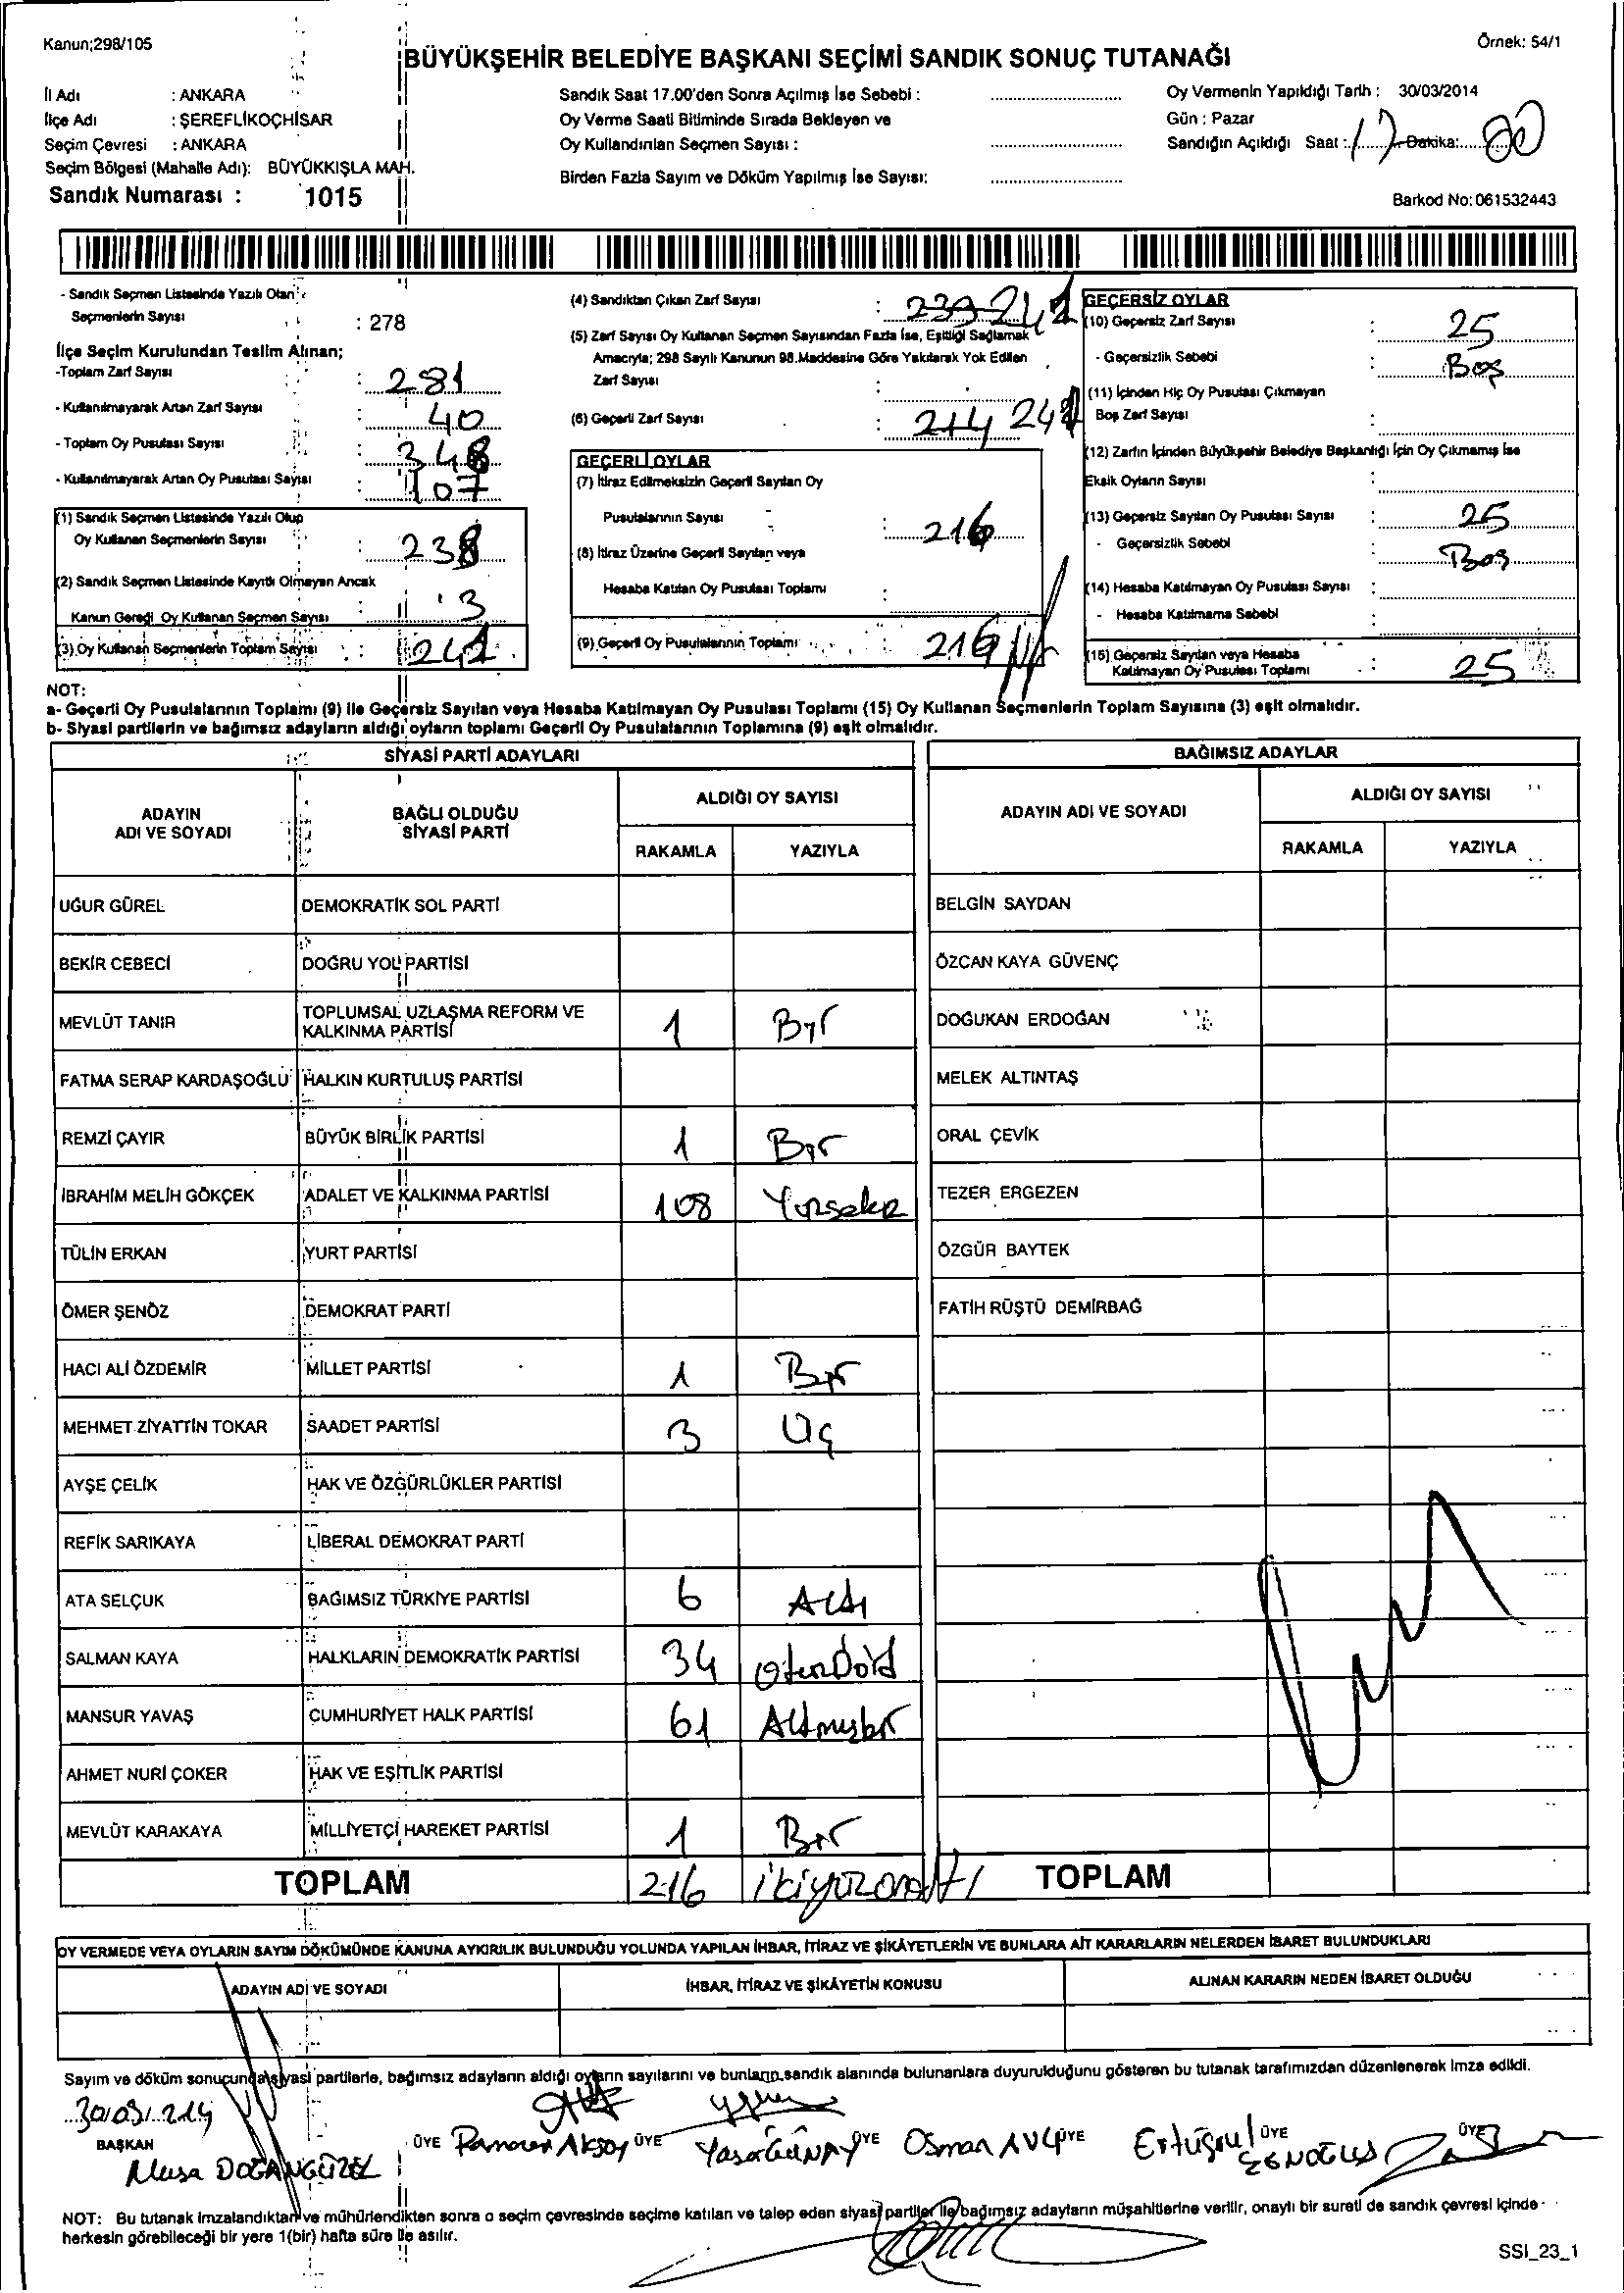 Kanun;298/105
Örnek: 54/1
BÜYÜKŞEHİR BELEDİYE BAŞKANI SEÇİMİ SANDIK SONUÇ TUTANAĞI
İl Adı : ANKARA
İlçe Adı : ŞEREFLİKOÇHİSAR
Seçim Çevresi : ANKARA
Seçim Bölgesi (Mahalle Adı): BÜYÜKKIŞLA MAH.
Sandık Numarası : 1015
Sandık Saat 17.00'den Sonra Açılmış İse Sebebi :
Oy Verme Saati Bitiminde Sırada Bekleyen ve
Oy Kullandırılan Seçmen Sayısı :
Birden Fazla Sayım ve Döküm Yapılmış İse Sayısı:
Oy Vermenin Yapıldığı Tarih : 30/03/2014
Gün : Pazar
Sandığın Açıldığı Saat : 17 Dakika: 00
Barkod No: 061532443
- Sandık Seçmen Listesinde Yazılı Olan
Seçmenlerin Sayısı : 278
İlçe Seçim Kurulundan Teslim Alınan;
-Toplam Zarf Sayısı : 281
- Kullanılmayarak Artan Zarf Sayısı : 40
- Toplam Oy Pusulası Sayısı : 348
- Kullanılmayarak Artan Oy Pusulası Sayısı : 107
(1) Sandık Seçmen Listesinde Yazılı Olup
Oy Kullanan Seçmenlerin Sayısı : 238
(2) Sandık Seçmen Listesinde Kayıtlı Olmayan Ancak
Kanun Gereği Oy Kullanan Seçmen Sayısı : 3
(3) Oy Kullanan Seçmenlerin Toplam Sayısı : 241
(4) Sandıktan Çıkan Zarf Sayısı : 239 241
(5) Zarf Sayısı Oy Kullanan Seçmen Sayısından Fazla İse, Eşitliği Sağlamak
Amacıyla; 298 Sayılı Kanunun 98.Maddesine Göre Yakılarak Yok Edilen
Zarf Sayısı :
(6) Geçerli Zarf Sayısı : 214 241
GEÇERLİ OYLAR
(7) İtiraz Edilmeksizin Geçerli Sayılan Oy
Pusulalarının Sayısı : 216
(8) İtiraz Üzerine Geçerli Sayılan veya
Hesaba Katılan Oy Pusulası Toplamı :
(9) Geçerli Oy Pusulalarının Toplamı : 216
GEÇERSİZ OYLAR
(10) Geçersiz Zarf Sayısı : 25
- Geçersizlik Sebebi : Boş
(11) İçinden Hiç Oy Pusulası Çıkmayan
Boş Zarf Sayısı :
(12) Zarfın İçinden Büyükşehir Belediye Başkanlığı İçin Oy Çıkmamış İse
Eksik Oyların Sayısı :
(13) Geçersiz Sayılan Oy Pusulası Sayısı : 25
- Geçersizlik Sebebi : Boş
(14) Hesaba Katılmayan Oy Pusulası Sayısı :
- Hesaba Katılmama Sebebi :
(15) Geçersiz Sayılan veya Hesaba
Katılmayan Oy Pusulası Toplamı : 25
NOT:
a- Geçerli Oy Pusulalarının Toplamı (9) ile Geçersiz Sayılan veya Hesaba Katılmayan Oy Pusulası Toplamı (15) Oy Kullanan Seçmenlerin Toplam Sayısına (3) eşit olmalıdır.
b- Siyasi partilerin ve bağımsız adayların aldığı oyların toplamı Geçerli Oy Pusulalarının Toplamına (9) eşit olmalıdır.
SİYASİ PARTİ ADAYLARI
ADAYIN ADI VE SOYADI
BAĞLI OLDUĞU SİYASİ PARTİ
ALDIĞI OY SAYISI
RAKAMLA YAZIYLA
UĞUR GÜREL DEMOKRATİK SOL PARTİ
BEKİR CEBECİ DOĞRU YOL PARTİSİ
MEVLÜT TANIR TOPLUMSAL UZLAŞMA REFORM VE KALKINMA PARTİSİ 1 Bir
FATMA SERAP KARDAŞOĞLU HALKIN KURTULUŞ PARTİSİ
REMZİ ÇAYIR BÜYÜK BİRLİK PARTİSİ 1 Bir
İBRAHİM MELİH GÖKÇEK ADALET VE KALKINMA PARTİSİ 108 Yüzsekiz
TÜLİN ERKAN YURT PARTİSİ
ÖMER ŞENÖZ DEMOKRAT PARTİ
HACI ALİ ÖZDEMİR MİLLET PARTİSİ 1 Bir
MEHMET ZİYATTİN TOKAR SAADET PARTİSİ 3 Üç
AYŞE ÇELİK HAK VE ÖZGÜRLÜKLER PARTİSİ
REFİK SARIKAYA LİBERAL DEMOKRAT PARTİ
ATA SELÇUK BAĞIMSIZ TÜRKİYE PARTİSİ 6 Altı
SALMAN KAYA HALKLARIN DEMOKRATİK PARTİSİ 34 otuzDörd
MANSUR YAVAŞ CUMHURİYET HALK PARTİSİ 61 Altmışbir
AHMET NURİ ÇOKER HAK VE EŞİTLİK PARTİSİ
MEVLÜT KARAKAYA MİLLİYETÇİ HAREKET PARTİSİ 1 Bir
TOPLAM 216 ikiyüzonaltı
BAĞIMSIZ ADAYLAR
ADAYIN ADI VE SOYADI
ALDIĞI OY SAYISI
RAKAMLA YAZIYLA
BELGİN SAYDAN
ÖZCAN KAYA GÜVENÇ
DOĞUKAN ERDOĞAN
MELEK ALTINTAŞ
ORAL ÇEVİK
TEZER ERGEZEN
ÖZGÜR BAYTEK
FATİH RÜŞTÜ DEMİRBAĞ
TOPLAM
OY VERMEDE VEYA OYLARIN SAYIM DÖKÜMÜNDE KANUNA AYKIRILIK BULUNDUĞU YOLUNDA YAPILAN İHBAR, İTİRAZ VE ŞİKÂYETLERİN VE BUNLARA AİT KARARLARIN NELERDEN İBARET BULUNDUKLARI
ADAYIN ADI VE SOYADI İHBAR, İTİRAZ VE ŞİKÂYETİN KONUSU ALINAN KARARIN NEDEN İBARET OLDUĞU
Sayım ve döküm sonucunda siyasi partilerle, bağımsız adayların aldığı oyların sayılarını ve bunların sandık alanında bulunanlara duyurulduğunu gösteren bu tutanak tarafımızdan düzenlenerek imza edildi.
30/03/214
BAŞKAN ÜYE ÜYE ÜYE ÜYE ÜYE ÜYE
Musa DOĞANGÜZEL Ramazan Aksoy Yaşar GÜNAY Osman AVCI Ertuğrul
NOT: Bu tutanak imzalandıktan ve mühürlendikten sonra o seçim çevresinde seçime katılan ve talep eden siyasi partiler ile bağımsız adayların müşahitlerine verilir, onaylı bir sureti de sandık çevresi içinde
herkesin görebileceği bir yere 1(bir) hafta süre ile asılır.
SSI_23_1